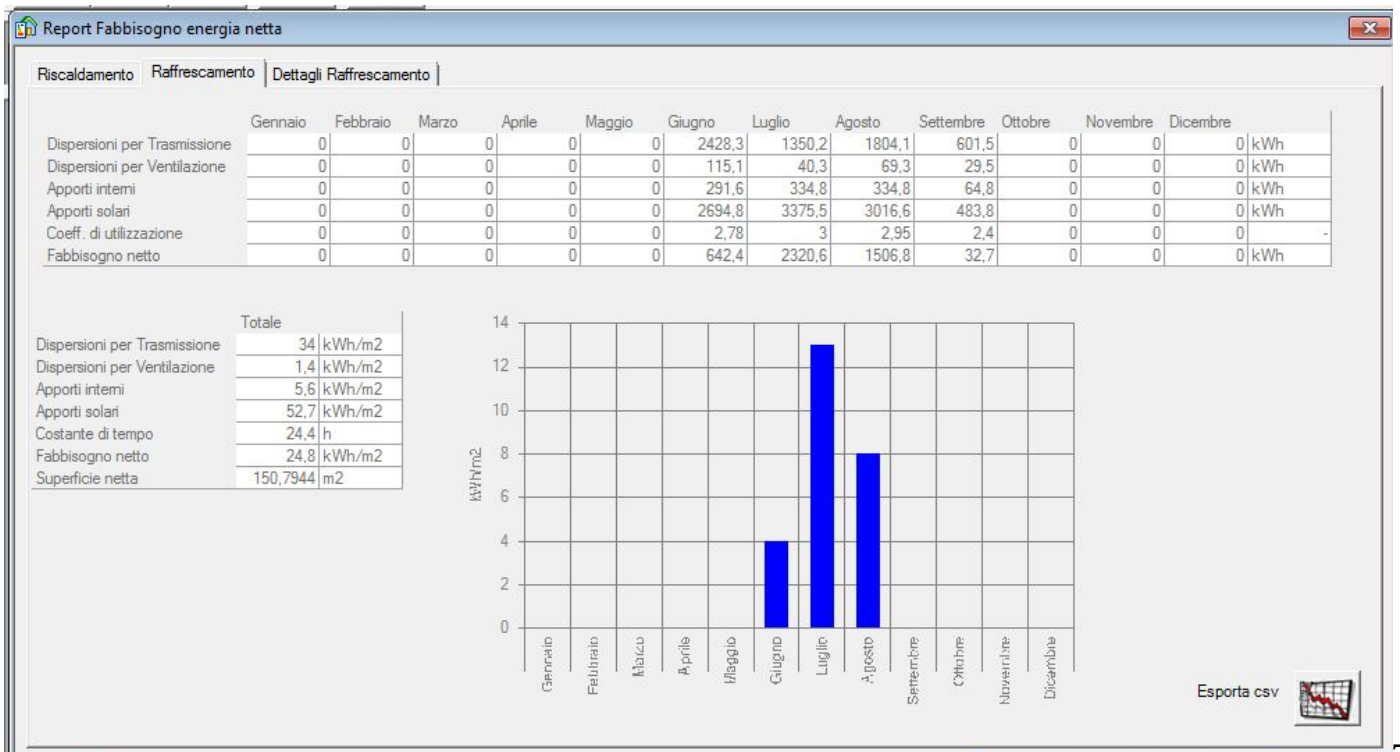 Report Fabbisogno energia netta
Riscaldamento Raffrescamento Dettagli Raffrescamento
Gennaio Febbraio Marzo Aprile Maggio Giugno Luglio Agosto Settembre Ottobre Novembre Dicembre
Dispersioni per Trasmissione 0 0 0 0 0 2428,3 1350,2 1804,1 601,5 0 0 0 kWh
Dispersioni per Ventilazione 0 0 0 0 0 115,1 40,3 69,3 29,5 0 0 0 kWh
Apporti interni 0 0 0 0 0 291,6 334,8 334,8 64,8 0 0 0 kWh
Apporti solari 0 0 0 0 0 2694,8 3375,5 3016,6 483,8 0 0 0 kWh
Coeff. di utilizzazione 0 0 0 0 0 2,78 3 2,95 2,4 0 0 0 -
Fabbisogno netto 0 0 0 0 0 642,4 2320,6 1506,8 32,7 0 0 0 kWh
Totale
Dispersioni per Trasmissione 34 kWh/m2
Dispersioni per Ventilazione 1,4 kWh/m2
Apporti interni 5,6 kWh/m2
Apporti solari 52,7 kWh/m2
Costante di tempo 24,4 h
Fabbisogno netto 24,8 kWh/m2
Superficie netta 150,7944 m2
14
12
10
8
6
4
2
0
kWh/m2
Gennaio Febbraio Marzo Aprile Maggio Giugno Luglio Agosto Settembre Ottobre Novembre Dicembre
Esporta csv